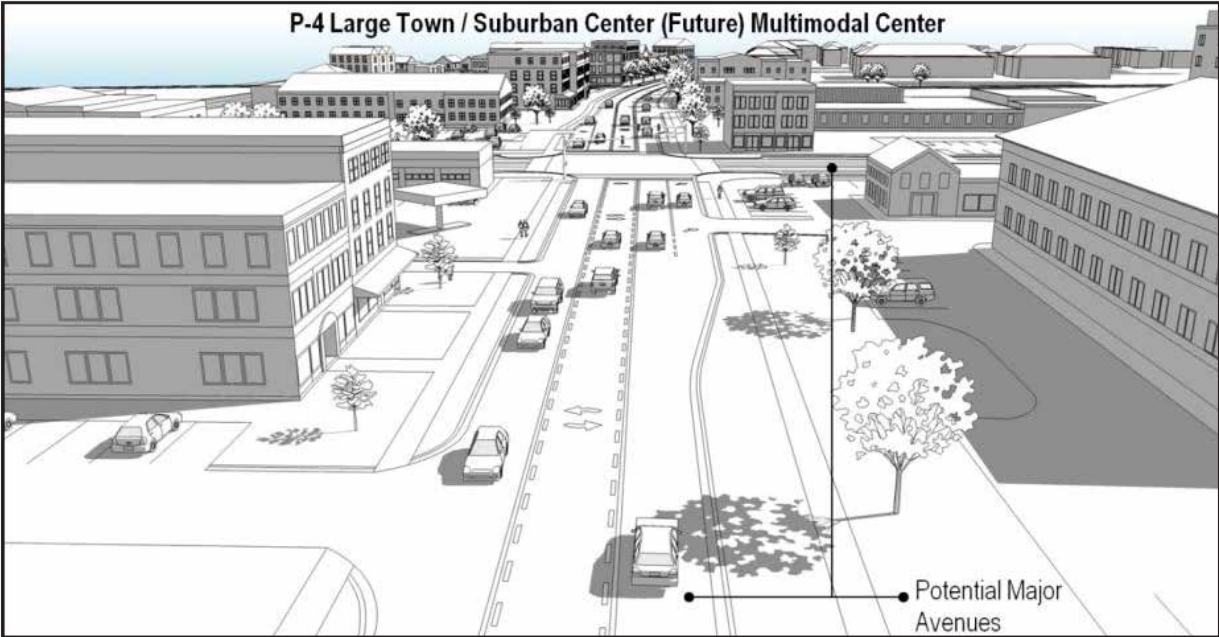 P-4 Large Town / Suburban Center (Future) Multimodal Center
Potential Major
Avenues